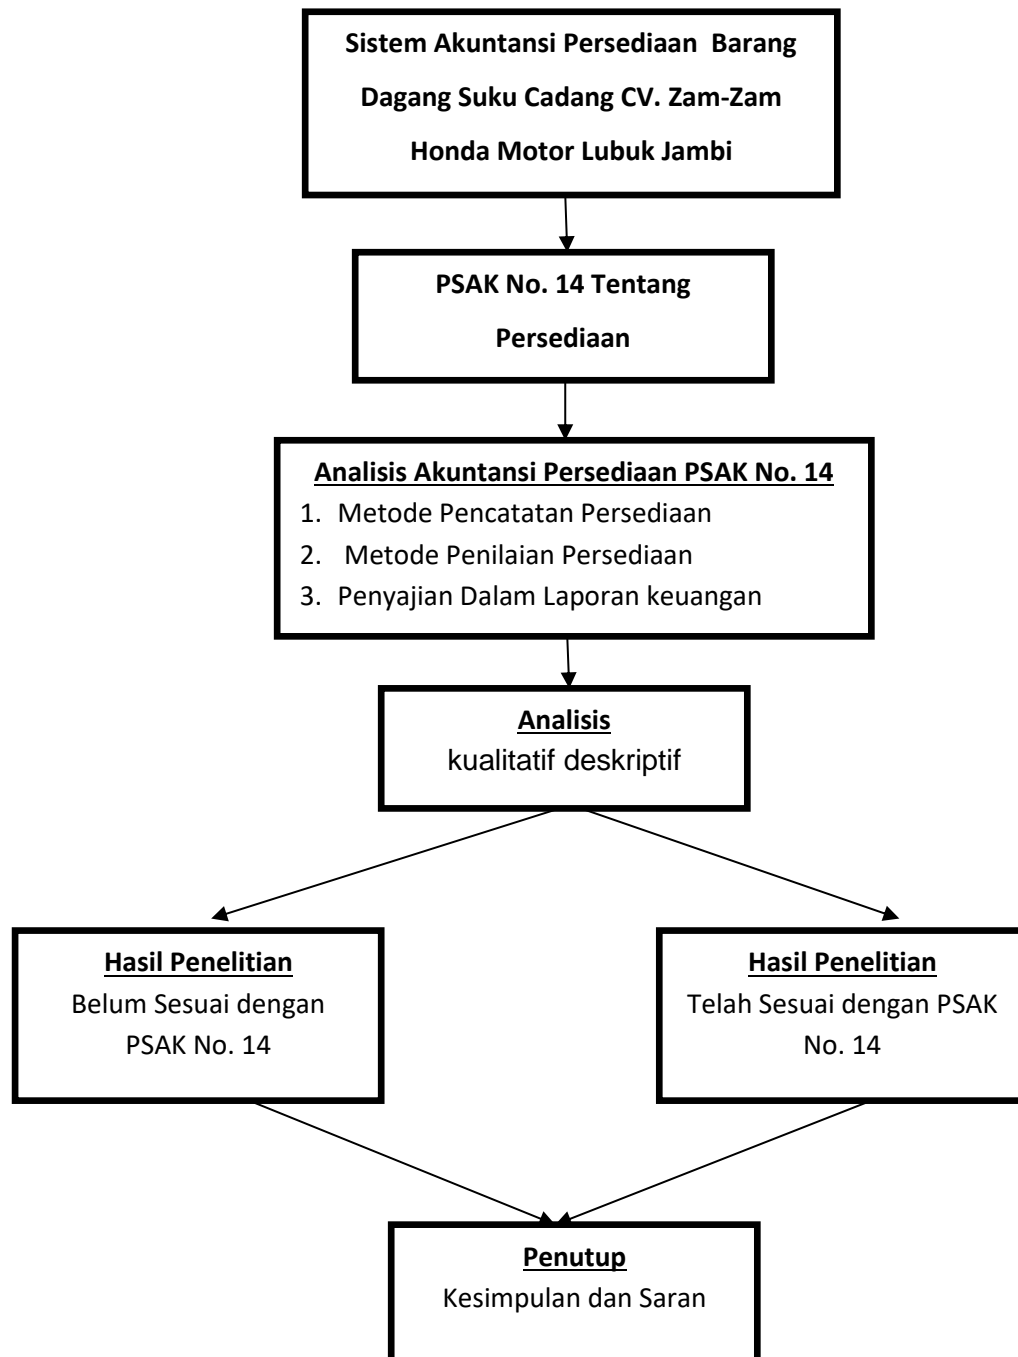 Sistem Akuntansi Persediaan Barang
Dagang Suku Cadang CV. Zam-Zam
Honda Motor Lubuk Jambi
PSAK No. 14 Tentang
Persediaan
Analisis Akuntansi Persediaan PSAK No. 14
1. Metode Pencatatan Persediaan
2. Metode Penilaian Persediaan
3. Penyajian Dalam Laporan keuangan
Analisis
kualitatif deskriptif
Hasil Penelitian
Belum Sesuai dengan
PSAK No. 14
Hasil Penelitian
Telah Sesuai dengan PSAK
No. 14
Penutup
Kesimpulan dan Saran